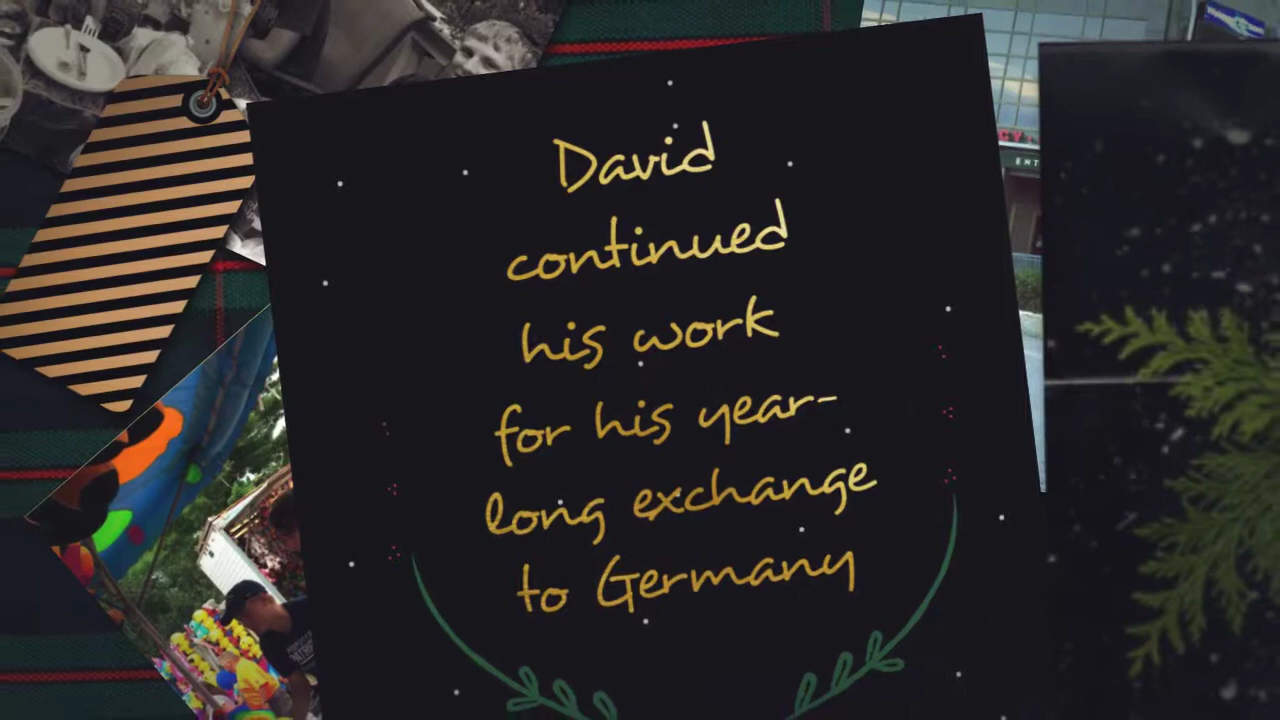 David
continued
his work
for his year-
long exchange
to Germany